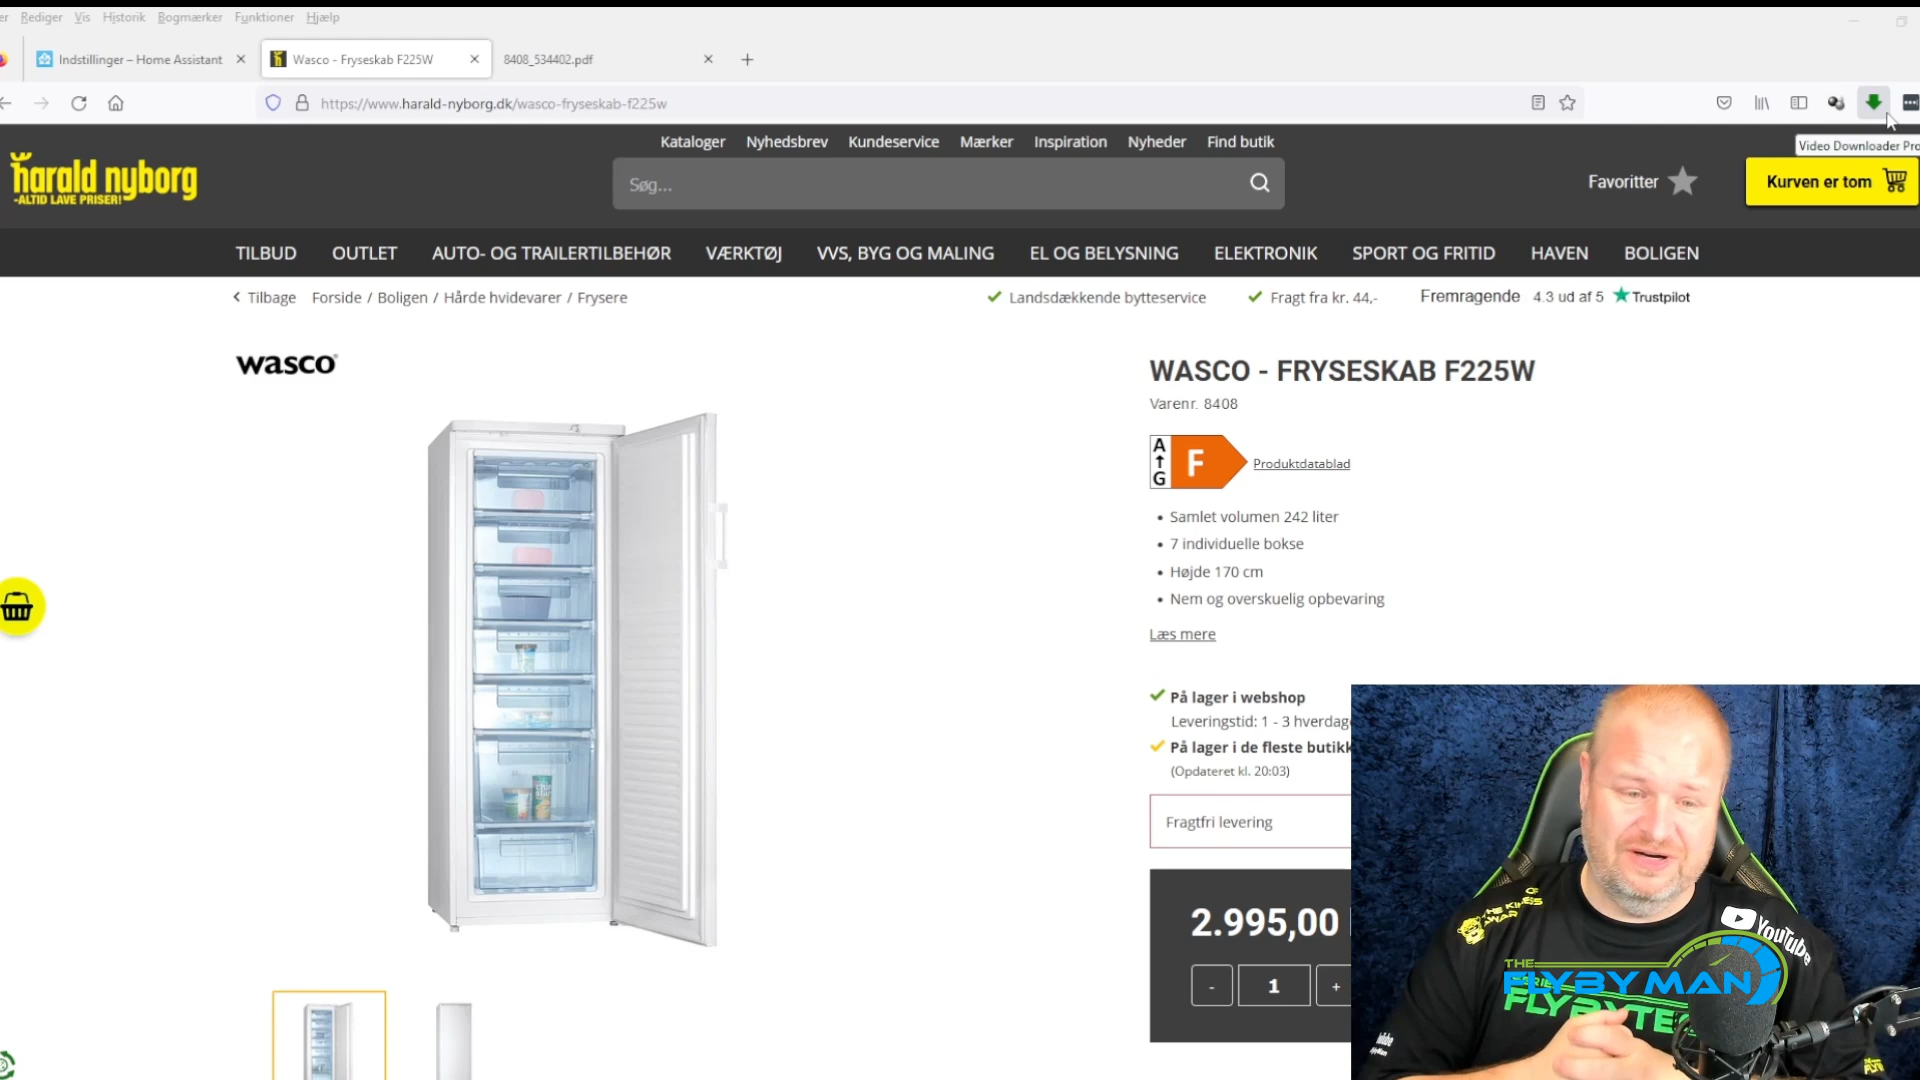 Rediger Vis Historik Bogmærker Funktioner Hjælp
Indstillinger – Home Assistant
Wasco - Fryseskab F225W
8408_534402.pdf
https://www.harald-nyborg.dk/wasco-fryseskab-f225w
Video Downloader Pro
Kataloger Nyhedsbrev Kundeservice Mærker Inspiration Nyheder Find butik
harald nyborg
-ALTID LAVE PRISER!
Søg...
Favoritter
Kurven er tom
TILBUD OUTLET AUTO- OG TRAILERTILBEHØR VÆRKTØJ VVS, BYG OG MALING EL OG BELYSNING ELEKTRONIK SPORT OG FRITID HAVEN BOLIGEN
Tilbage Forside / Boligen / Hårde hvidevarer / Frysere
Landsdækkende bytteservice
Fragt fra kr. 44,-
Fremragende 4.3 ud af 5 Trustpilot
wasco
WASCO - FRYSESKAB F225W
Varenr. 8408
A
G
F
Produktdatablad
• Samlet volumen 242 liter
• 7 individuelle bokse
• Højde 170 cm
• Nem og overskuelig opbevaring
Læs mere
På lager i webshop
Leveringstid: 1 - 3 hverdage
På lager i de fleste butikk
(Opdateret kl. 20:03)
Fragtfri levering
2.995,00
- 1 +
YouTube
THE
FLYBY MAN
FLYBYTE